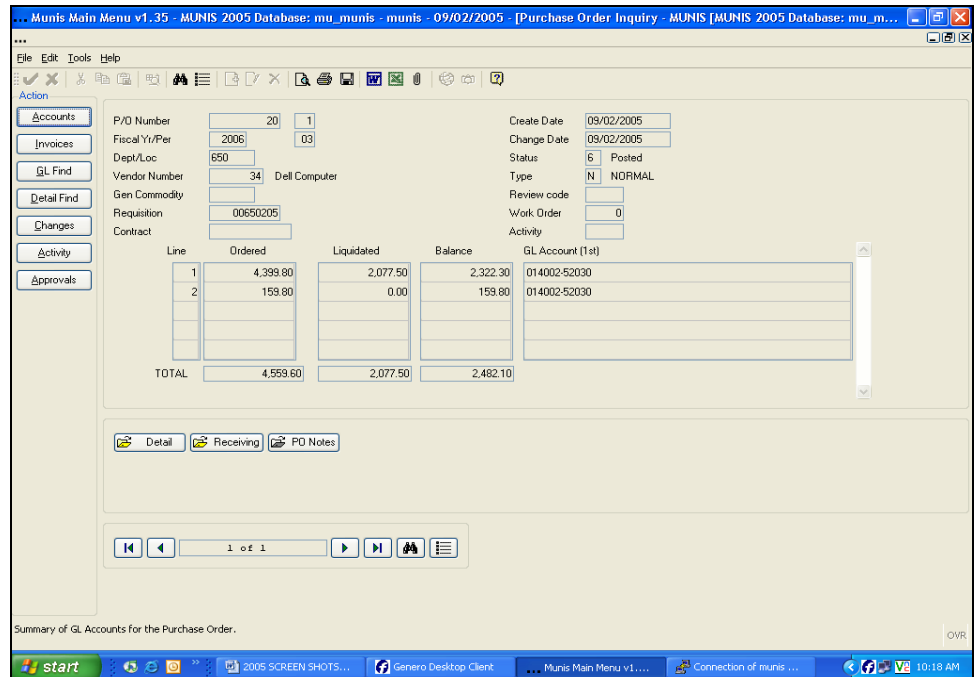 ... Munis Main Menu v1.35 - MUNIS 2005 Database: mu_munis - munis - 09/02/2005 - [Purchase Order Inquiry - MUNIS [MUNIS 2005 Database: mu_m...
...
File Edit Tools Help
Action
Accounts
Invoices
GL Find
Detail Find
Changes
Activity
Approvals
P/O Number 20 1 Create Date 09/02/2005
Fiscal Yr/Per 2006 03 Change Date 09/02/2005
Dept/Loc 650 Status 6 Posted
Vendor Number 34 Dell Computer Type N NORMAL
Gen Commodity Review code
Requisition 00650205 Work Order 0
Contract Activity
Line Ordered Liquidated Balance GL Account (1st)
1 4,399.80 2,077.50 2,322.30 014002-52030
2 159.80 0.00 159.80 014002-52030
TOTAL 4,559.60 2,077.50 2,482.10
Detail Receiving PO Notes
1 of 1
Summary of GL Accounts for the Purchase Order.
OVR
start 2005 SCREEN SHOTS... Genero Desktop Client ... Munis Main Menu v1.... Connection of munis ... 10:18 AM